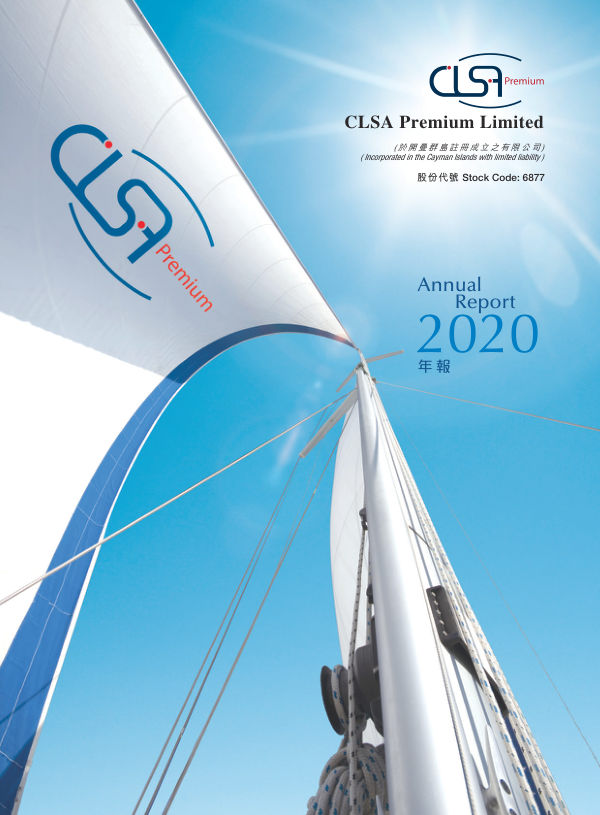 CLSA Premium
CLSA Premium Limited
(於開曼群島註冊成立之有限公司)
( Incorporated in the Cayman Islands with limited liability )
股份代號 Stock Code: 6877
CLSA
Premium
Annual
Report
2020
年報